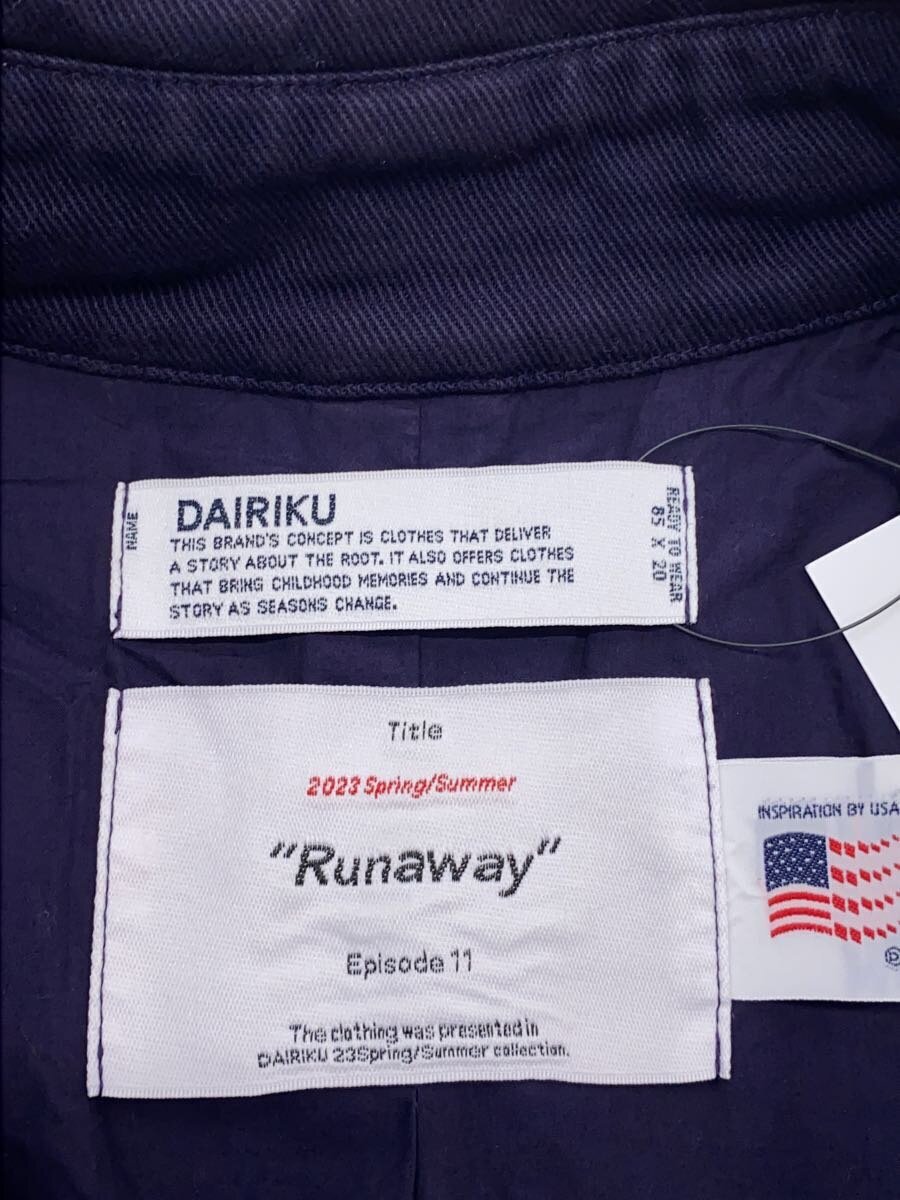 NAME
DAIRIKU
THIS BRAND'S CONCEPT IS CLOTHES THAT DELIVER
A STORY ABOUT THE ROOT. IT ALSO OFFERS CLOTHES
THAT BRING CHILDHOOD MEMORIES AND CONTINUE THE
STORY AS SEASONS CHANGE.
READY TO WEAR
85 X 20
Title
2023 Spring/Summer
"Runaway"
Episode 11
The clothing was presented in
DAIRIKU 23Spring/Summer collection.
INSPIRATION BY USA